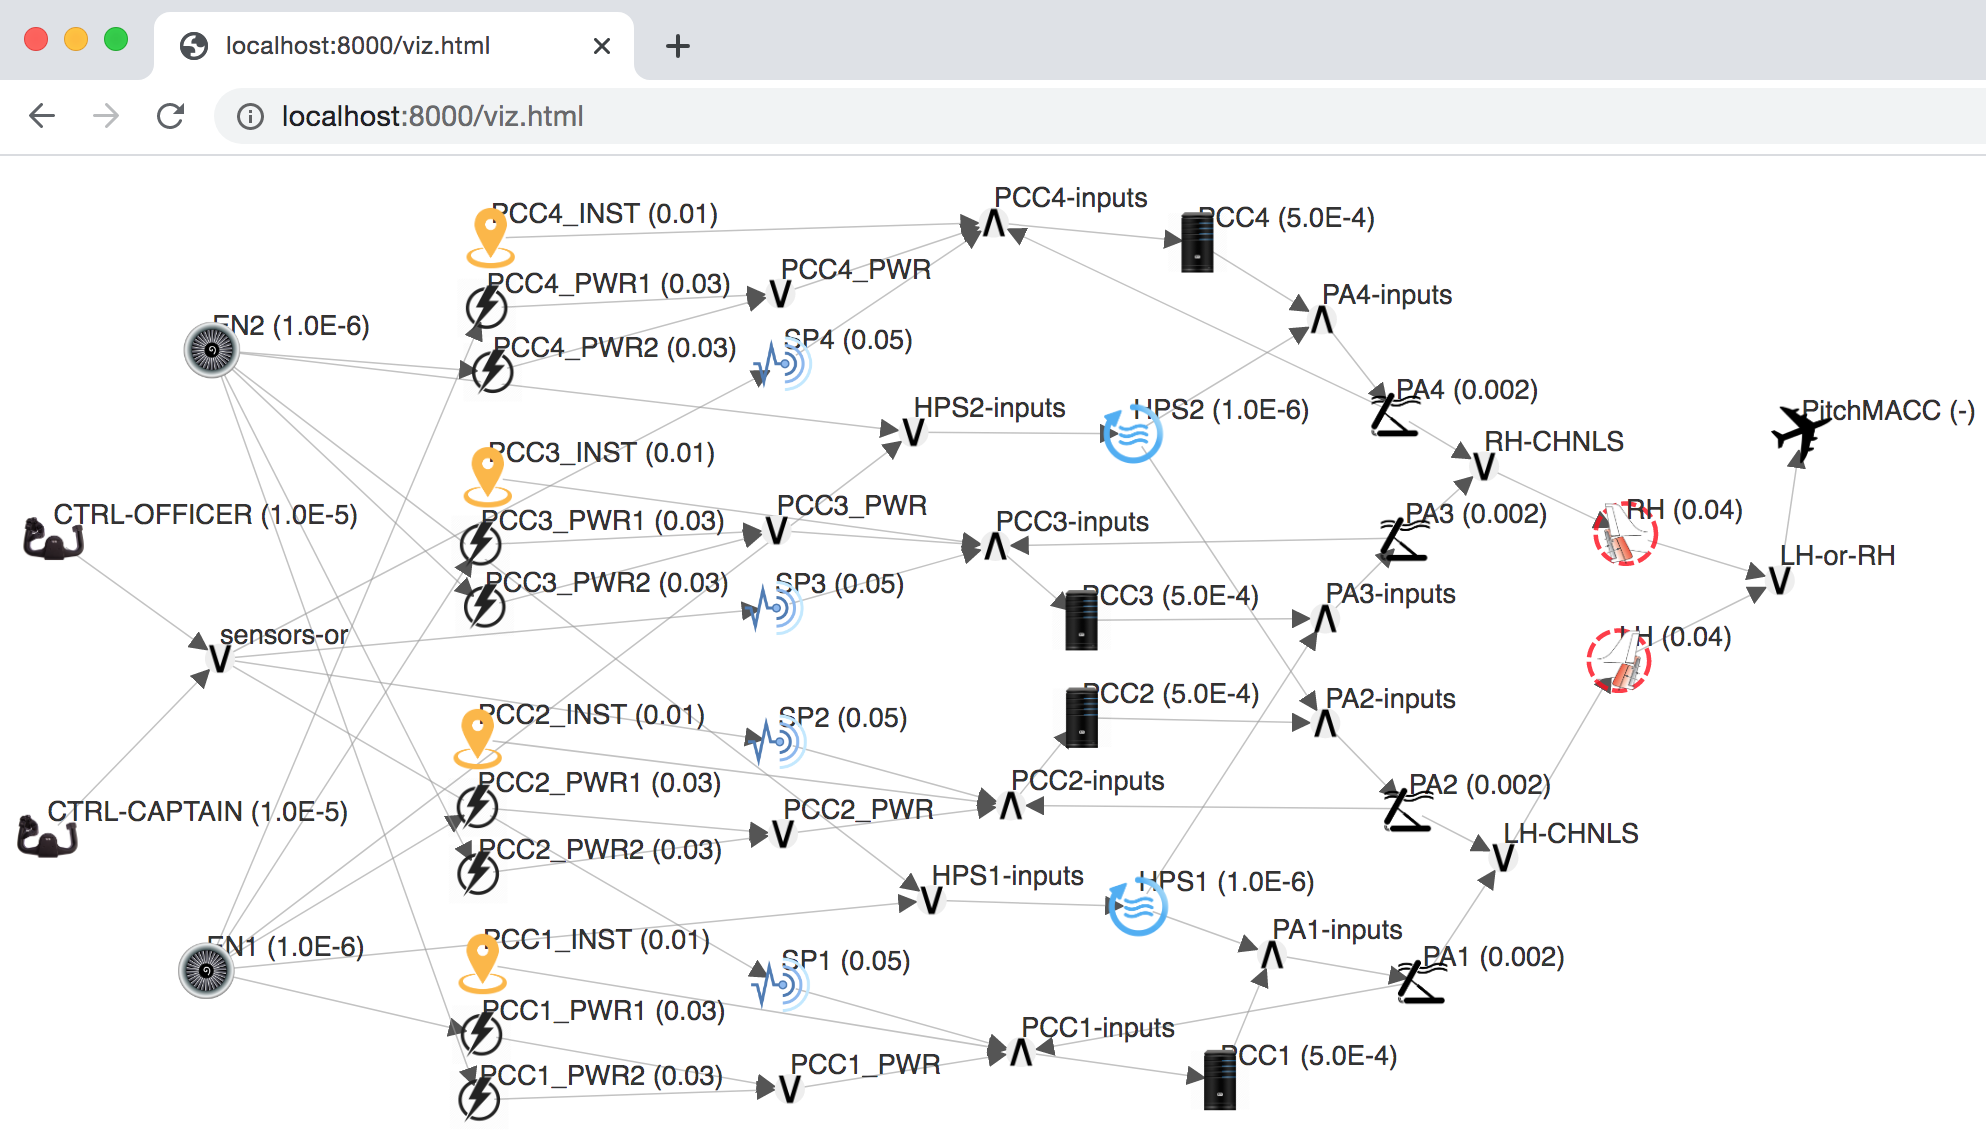 localhost:8000/viz.html
localhost:8000/viz.html
PCC4-inputs
PCC4_INST (0.01)
PCC4 (5.0E-4)
PCC4_PWR
PCC4_PWR1 (0.03)
PA4-inputs
EN2 (1.0E-6)
SP4 (0.05)
PCC4_PWR2 (0.03)
PA4 (0.002)
HPS2-inputs
HPS2 (1.0E-6)
PitchMACC (-)
RH-CHNLS
PCC3_INST (0.01)
PCC3_PWR
RH (0.04)
CTRL-OFFICER (1.0E-5)
PA3 (0.002)
PCC3_PWR1 (0.03)
PCC3-inputs
LH-or-RH
PCC3_PWR2 (0.03)
SP3 (0.05)
PCC3 (5.0E-4)
PA3-inputs
sensors-or
LH (0.04)
PCC2 (5.0E-4)
PA2-inputs
PCC2_INST (0.01)
SP2 (0.05)
PCC2_PWR1 (0.03)
PCC2-inputs
PA2 (0.002)
CTRL-CAPTAIN (1.0E-5)
PCC2_PWR
LH-CHNLS
PCC2_PWR2 (0.03)
HPS1-inputs
HPS1 (1.0E-6)
PA1-inputs
PCC1_INST (0.01)
EN1 (1.0E-6)
SP1 (0.05)
PA1 (0.002)
PCC1_PWR1 (0.03)
PCC1-inputs
PCC1 (5.0E-4)
PCC1_PWR
PCC1_PWR2 (0.03)